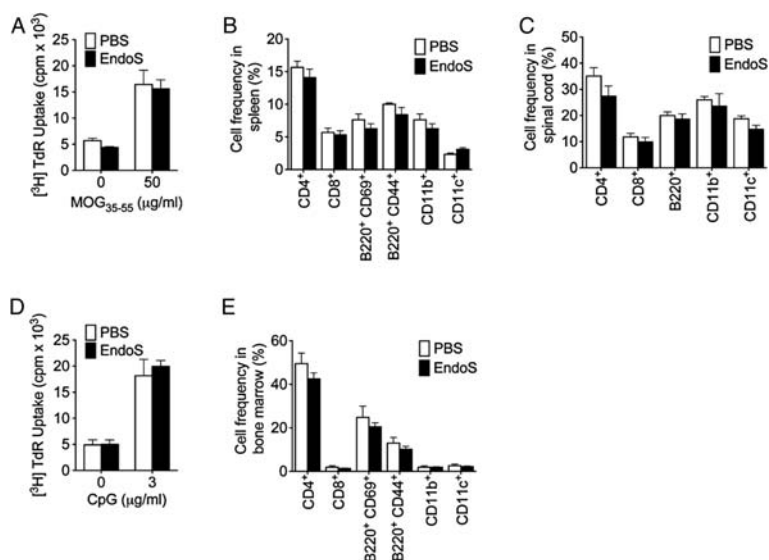 A
[³H] TdR Uptake (cpm x 10³)
25
20
15
10
5
0
PBS
EndoS
0
50
MOG₃₅₋₅₅ (μg/ml)
B
Cell frequency in
spleen (%)
20
15
10
5
0
PBS
EndoS
CD4⁺
CD8⁺
B220⁺ CD69⁺
B220⁺ CD44⁺
CD11b⁺
CD11c⁺
C
Cell frequency in
spinal cord (%)
50
40
30
20
10
0
PBS
EndoS
CD4⁺
CD8⁺
B220⁺
CD11b⁺
CD11c⁺
D
[³H] TdR Uptake (cpm x 10³)
25
20
15
10
5
0
PBS
EndoS
0
3
CpG (μg/ml)
E
Cell frequency in
bone marrow (%)
60
40
20
0
PBS
EndoS
CD4⁺
CD8⁺
B220⁺ CD69⁺
B220⁺ CD44⁺
CD11b⁺
CD11c⁺